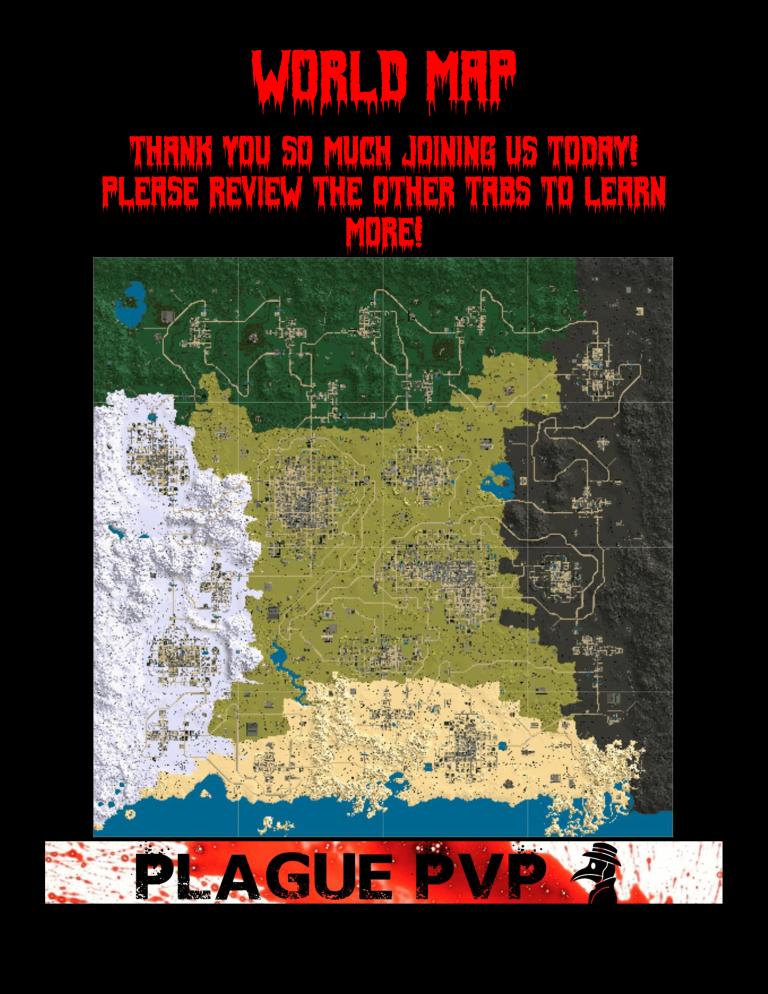 WORLD MAP
THANK YOU SO MUCH JOINING US TODAY!
PLEASE REVIEW THE OTHER TABS TO LEARN
MORE!
PLAGUE PVP